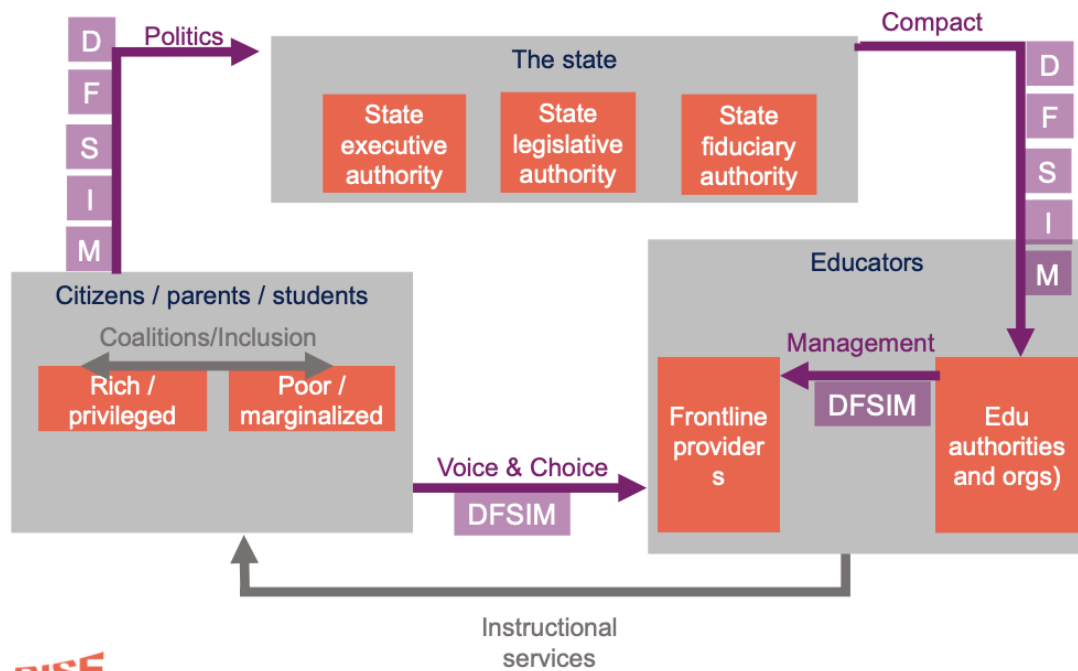 D
F
S
I
M
Politics
The state
State
executive
authority
State
legislative
authority
State
fiduciary
authority
Compact
D
F
S
I
M
Citizens / parents / students
Coalitions/Inclusion
Rich /
privileged
Poor /
marginalized
Voice & Choice
DFSIM
Educators
Management
DFSIM
Frontline
provider
s
Edu
authorities
and orgs)
Instructional
services
RISE